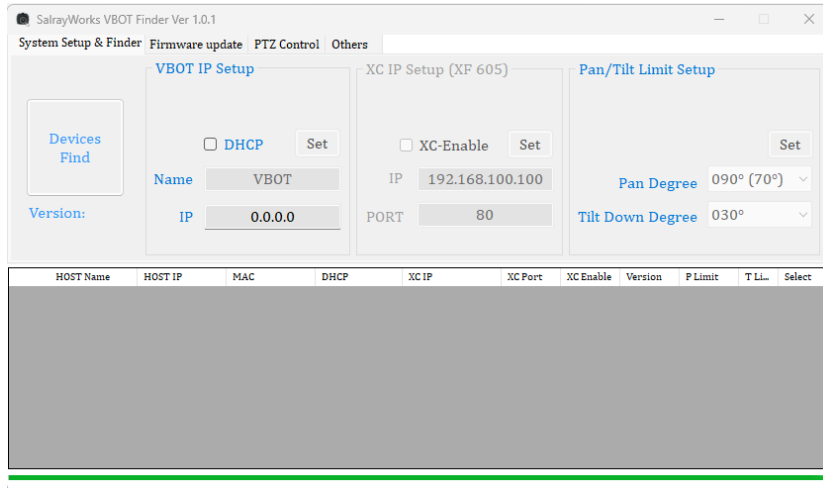 SalrayWorks VBOT Finder Ver 1.0.1
System Setup & Finder Firmware update PTZ Control Others
VBOT IP Setup
XC IP Setup (XF 605)
Pan/Tilt Limit Setup
Devices
Find
DHCP Set
XC-Enable Set
Set
Name VBOT
IP 192.168.100.100
Pan Degree 090° (70°)
Version:
IP 0.0.0.0
PORT 80
Tilt Down Degree 030°
HOST Name HOST IP MAC DHCP XC IP XC Port XC Enable Version P Limit T Li... Select